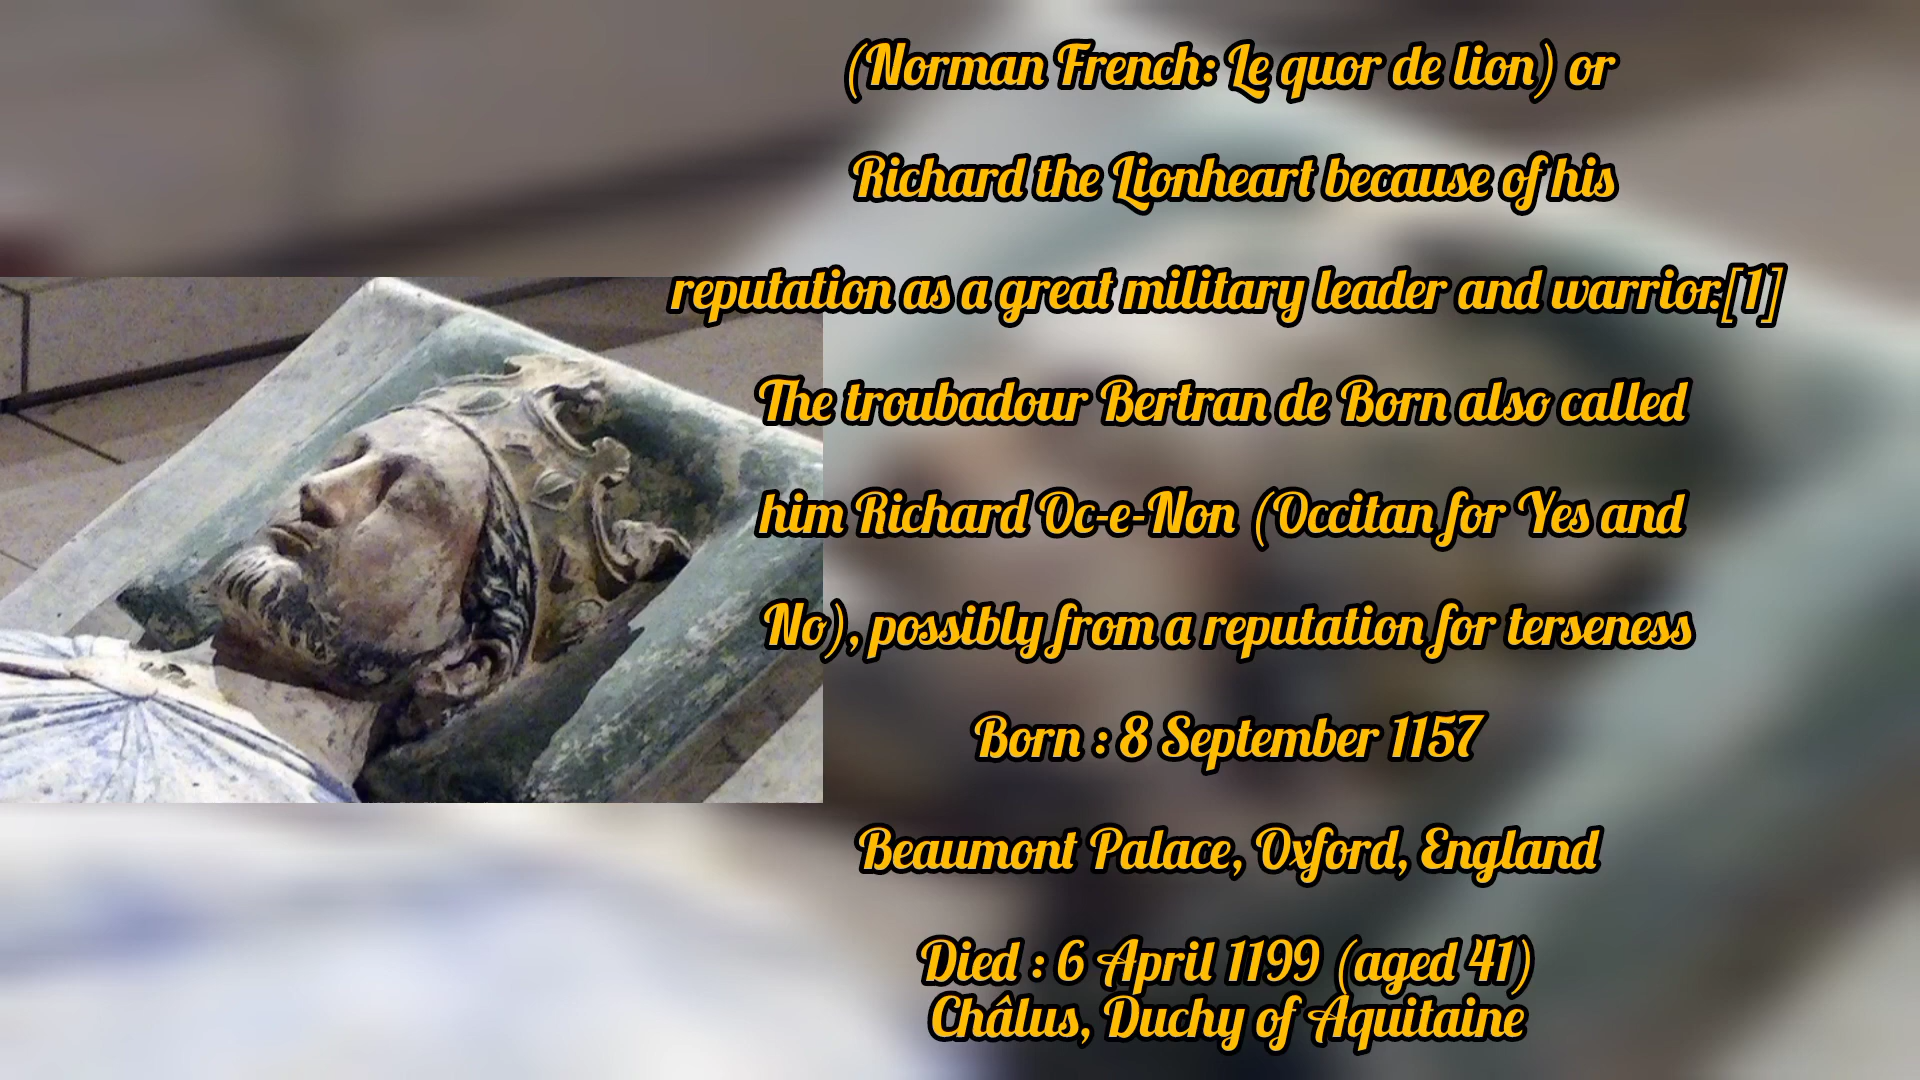 (Norman French: Le quor de lion) or
Richard the Lionheart because of his
reputation as a great military leader and warrior.[1]
The troubadour Bertran de Born also called
him Richard Oc-e-Non (Occitan for Yes and
No), possibly from a reputation for terseness
Born : 8 September 1157
Beaumont Palace, Oxford, England
Died : 6 April 1199 (aged 41)
Châlus, Duchy of Aquitaine